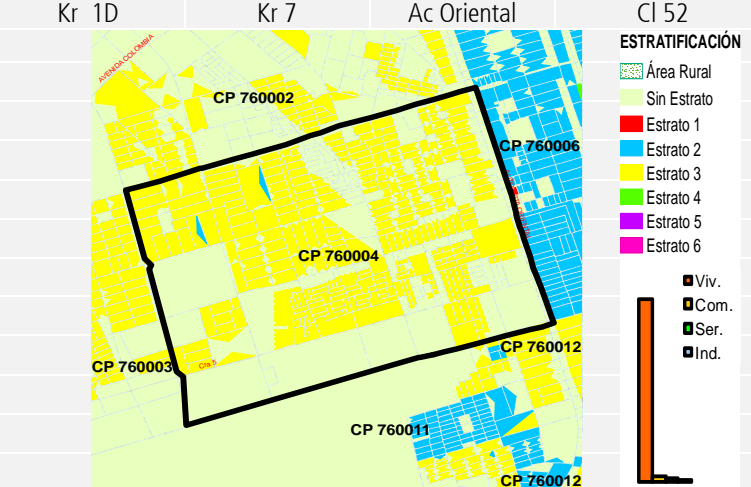 Kr 1D
Kr 7
Ac Oriental
Cl 52
ESTRATIFICACIÓN
Área Rural
Sin Estrato
Estrato 1
Estrato 2
Estrato 3
Estrato 4
Estrato 5
Estrato 6
Viv.
Com.
Ser.
Ind.
AVENIDA COLOMBIA
CP 760002
CP 760006
CP 760004
CP 760003
Cra 5
CP 760012
CP 760011
CP 760012